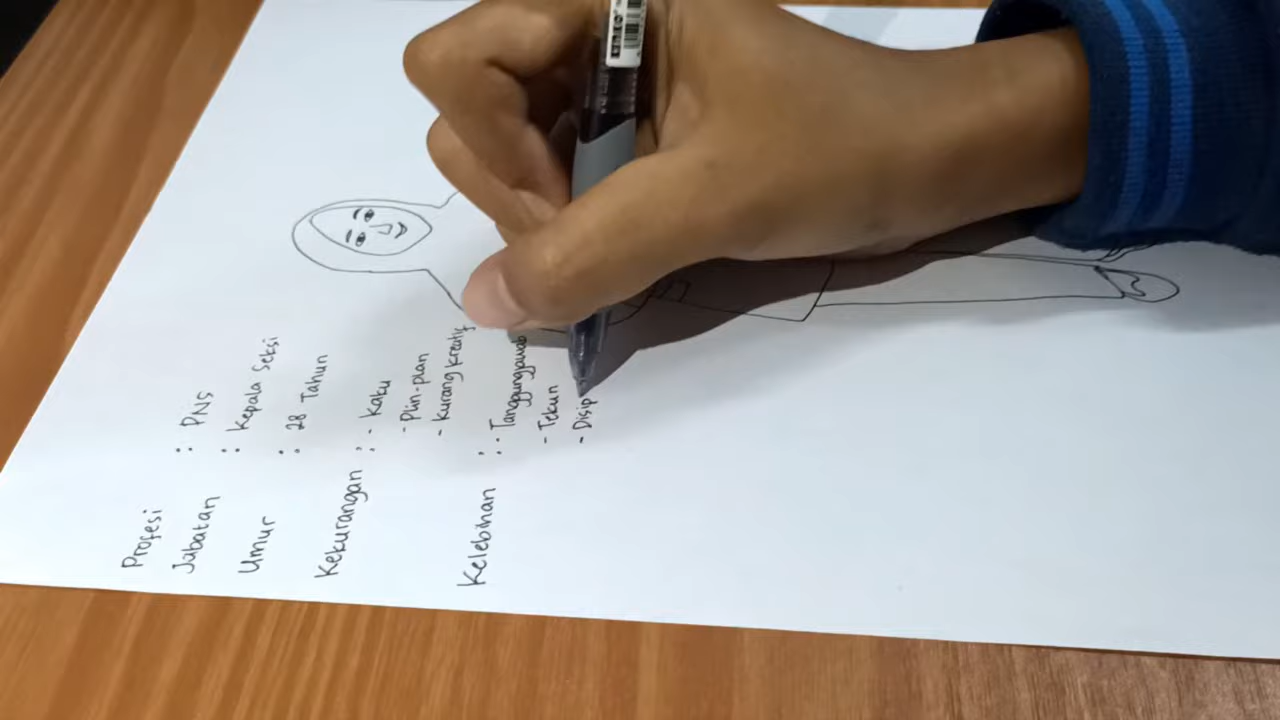 Profesi : PNS
Jabatan : Kepala Seksi
Umur : 28 Tahun
Kekurangan : - Kaku
- Plin-plan
- Kurang kreatif
Kelebihan : - Tanggungjawab
- Tekun
- Disip